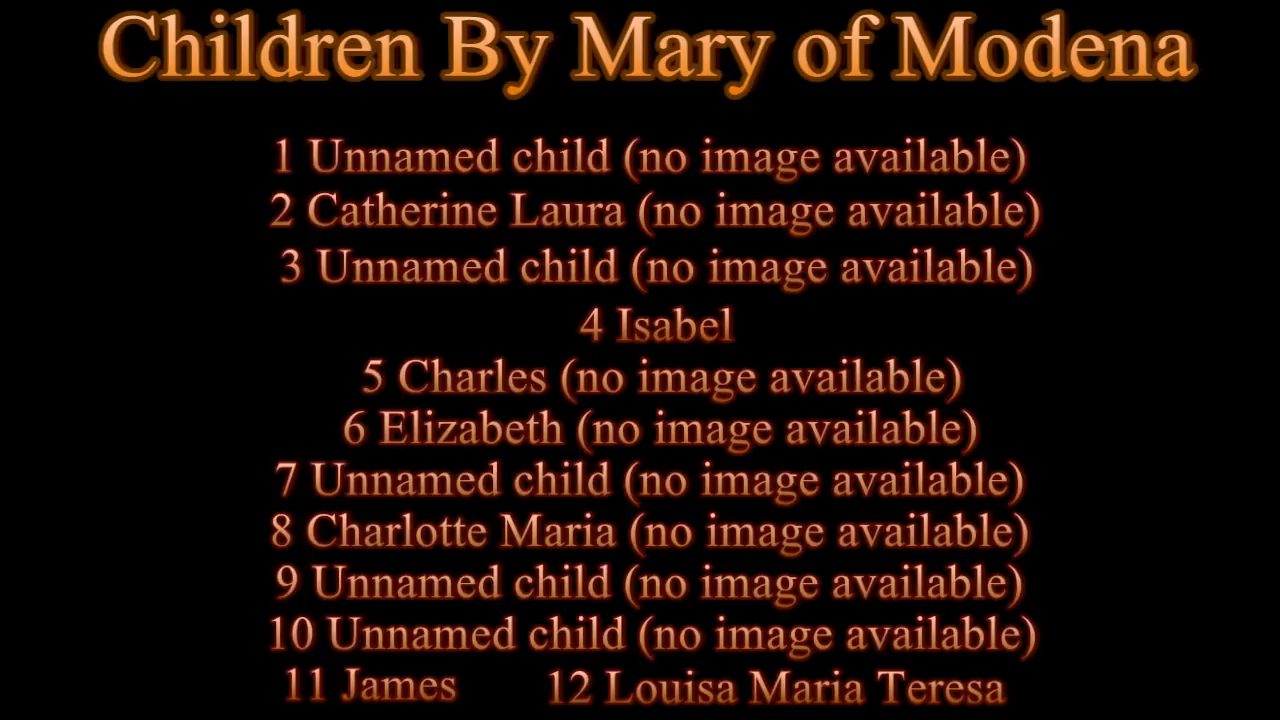 Children By Mary of Modena
1 Unnamed child (no image available)
2 Catherine Laura (no image available)
3 Unnamed child (no image available)
4 Isabel
5 Charles (no image available)
6 Elizabeth (no image available)
7 Unnamed child (no image available)
8 Charlotte Maria (no image available)
9 Unnamed child (no image available)
10 Unnamed child (no image available)
11 James 12 Louisa Maria Teresa